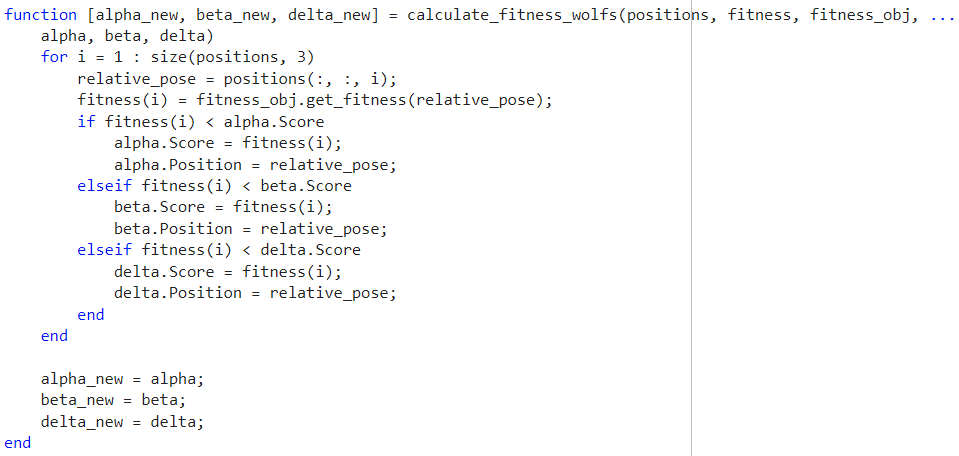 function [alpha_new, beta_new, delta_new] = calculate_fitness_wolfs(positions, fitness, fitness_obj, ...
    alpha, beta, delta)
    for i = 1 : size(positions, 3)
        relative_pose = positions(:, :, i);
        fitness(i) = fitness_obj.get_fitness(relative_pose);
        if fitness(i) < alpha.Score
            alpha.Score = fitness(i);
            alpha.Position = relative_pose;
        elseif fitness(i) < beta.Score
            beta.Score = fitness(i);
            beta.Position = relative_pose;
        elseif fitness(i) < delta.Score
            delta.Score = fitness(i);
            delta.Position = relative_pose;
        end
    end

    alpha_new = alpha;
    beta_new = beta;
    delta_new = delta;
end